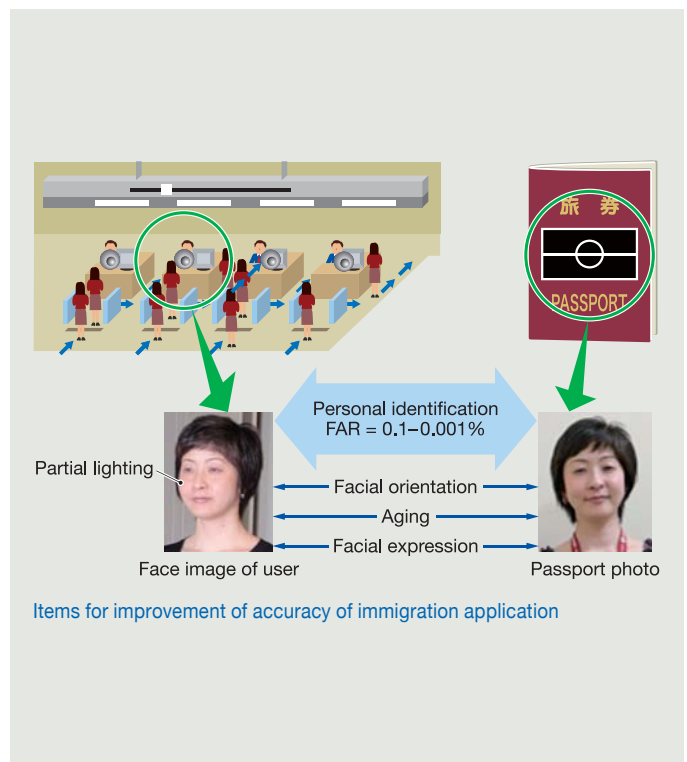 旅券
PASSPORT
Personal identification
FAR = 0.1–0.001%
Partial lighting
Facial orientation
Aging
Facial expression
Face image of user
Passport photo
Items for improvement of accuracy of immigration application